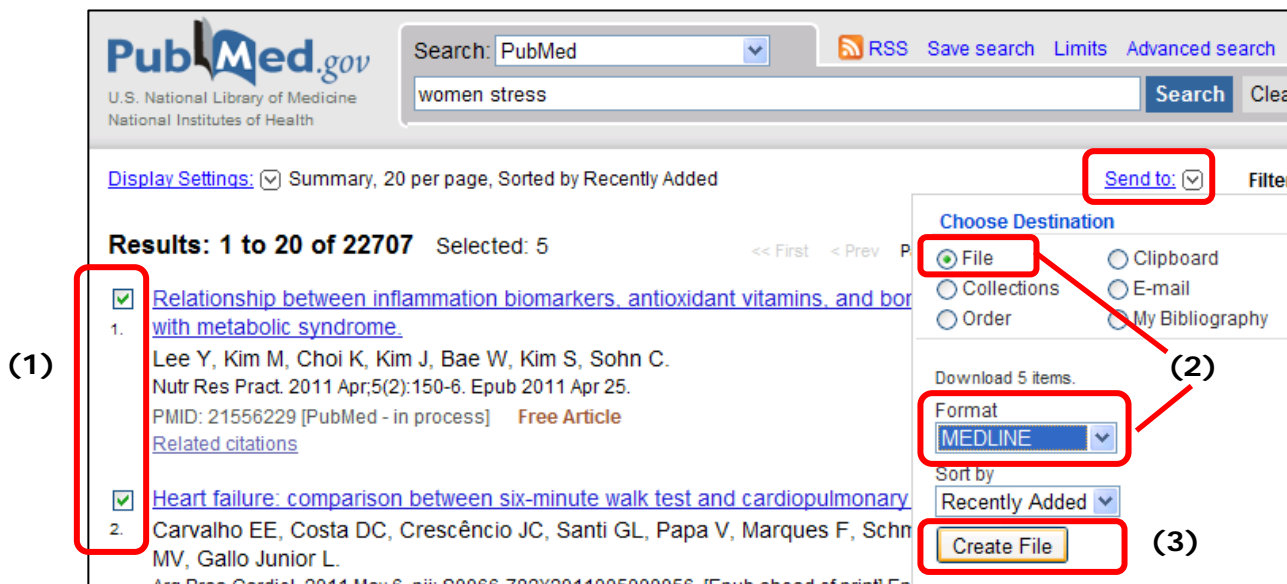 PubMed.gov
U.S. National Library of Medicine
National Institutes of Health
Search: PubMed
RSS Save search Limits Advanced search
women stress
Search Clea
Display Settings: Summary, 20 per page, Sorted by Recently Added
Send to: Filte
Results: 1 to 20 of 22707 Selected: 5
<< First < Prev P
Choose Destination
File Clipboard
Collections E-mail
Order My Bibliography
(1)
1. Relationship between inflammation biomarkers, antioxidant vitamins, and bor
with metabolic syndrome.
Lee Y, Kim M, Choi K, Kim J, Bae W, Kim S, Sohn C.
Nutr Res Pract. 2011 Apr;5(2):150-6. Epub 2011 Apr 25.
PMID: 21556229 [PubMed - in process] Free Article
Related citations
(2)
Download 5 items.
Format
MEDLINE
Sort by
Recently Added
Create File
(3)
2. Heart failure: comparison between six-minute walk test and cardiopulmonary
Carvalho EE, Costa DC, Crescêncio JC, Santi GL, Papa V, Marques F, Schm
MV, Gallo Junior L.